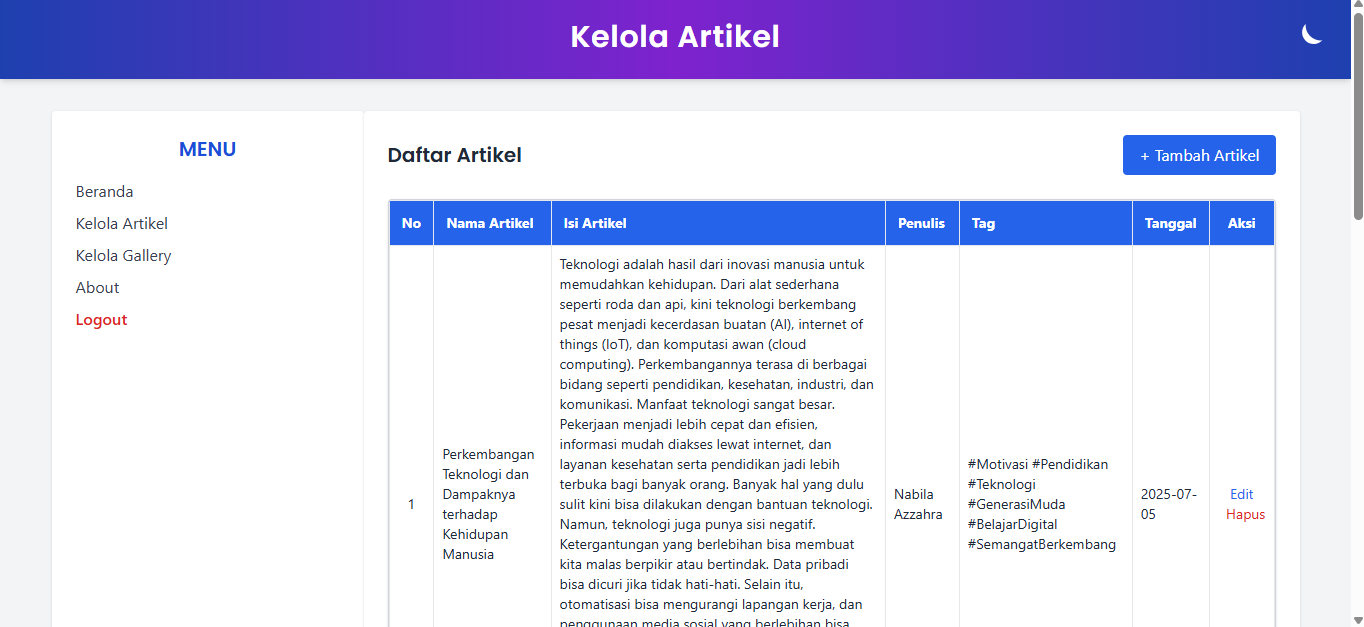 Kelola Artikel
MENU
Beranda
Kelola Artikel
Kelola Gallery
About
Logout
Daftar Artikel
+ Tambah Artikel
No
Nama Artikel
Isi Artikel
Penulis
Tag
Tanggal
Aksi
1
Perkembangan
Teknologi dan
Dampaknya
terhadap
Kehidupan
Manusia
Teknologi adalah hasil dari inovasi manusia untuk
memudahkan kehidupan. Dari alat sederhana
seperti roda dan api, kini teknologi berkembang
pesat menjadi kecerdasan buatan (AI), internet of
things (IoT), dan komputasi awan (cloud
computing). Perkembangannya terasa di berbagai
bidang seperti pendidikan, kesehatan, industri, dan
komunikasi. Manfaat teknologi sangat besar.
Pekerjaan menjadi lebih cepat dan efisien,
informasi mudah diakses lewat internet, dan
layanan kesehatan serta pendidikan jadi lebih
terbuka bagi banyak orang. Banyak hal yang dulu
sulit kini bisa dilakukan dengan bantuan teknologi.
Namun, teknologi juga punya sisi negatif.
Ketergantungan yang berlebihan bisa membuat
kita malas berpikir atau bertindak. Data pribadi
bisa dicuri jika tidak hati-hati. Selain itu,
otomatisasi bisa mengurangi lapangan kerja, dan
penggunaan media sosial yang berlebihan bisa
Nabila
Azzahra
#Motivasi #Pendidikan
#Teknologi
#GenerasiMuda
#BelajarDigital
#SemangatBerkembang
2025-07-
05
Edit
Hapus